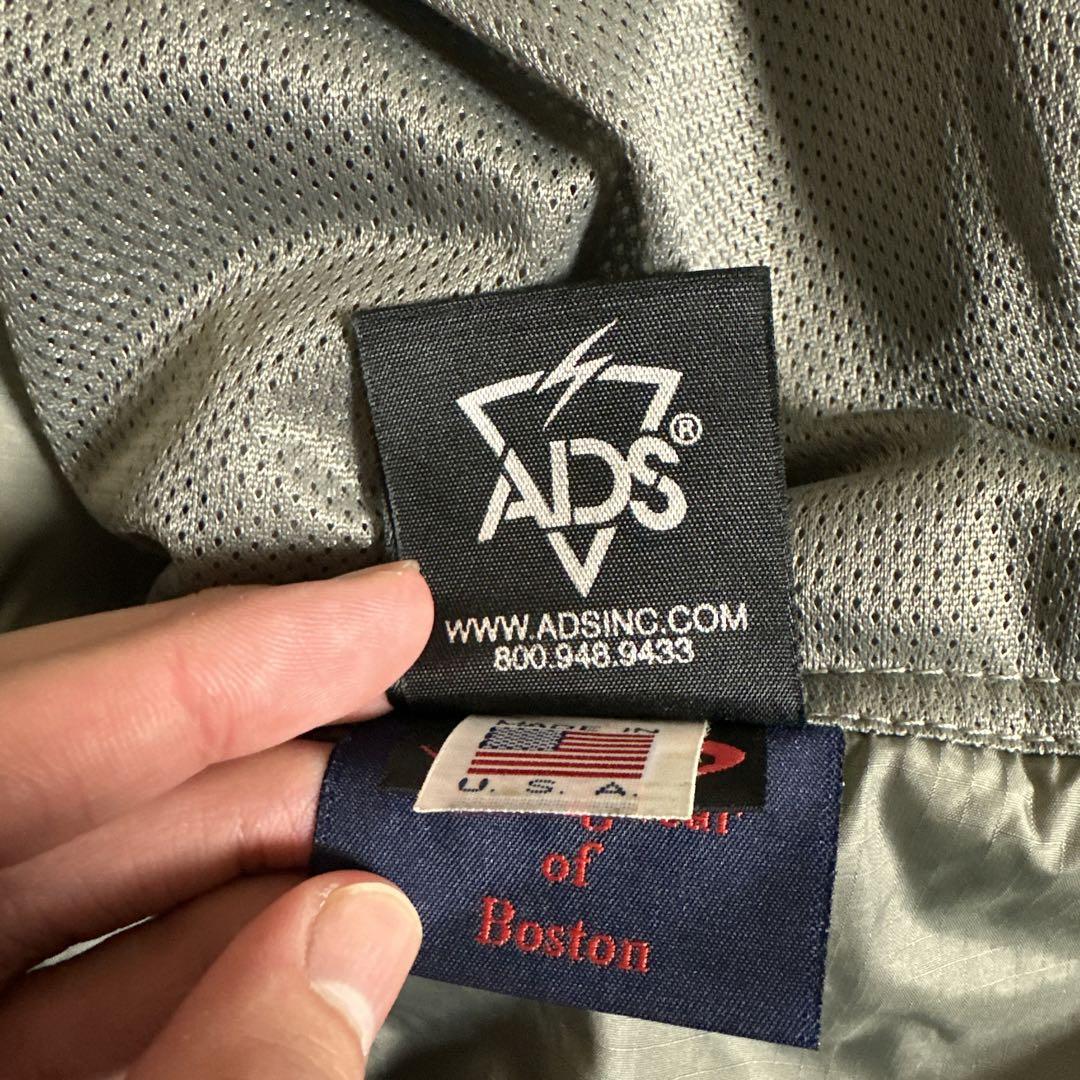 ADS®
WWW.ADSINC.COM
800.948.9433
MADE IN
U. S. A.
of
Boston